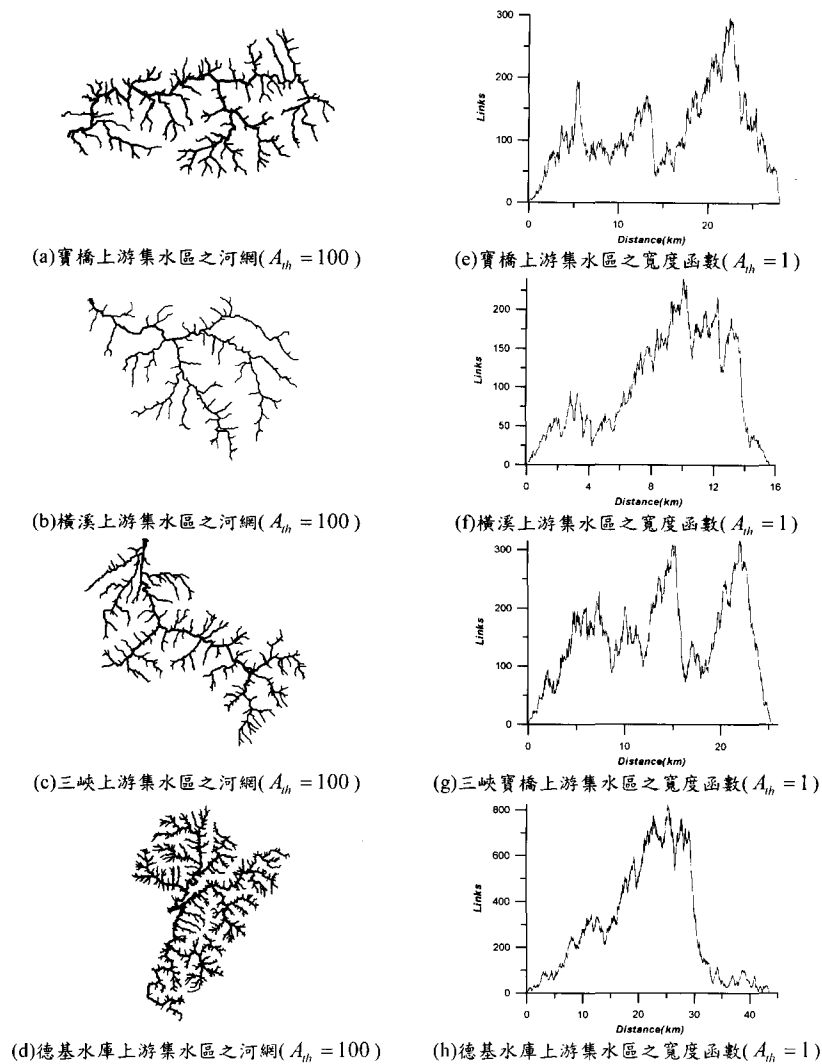 300
200
100
0
Links
0
10
20
Distance(km)
(a)寶橋上游集水區之河網( A_th = 100 )
(e)寶橋上游集水區之寬度函數( A_th = 1 )
200
150
100
50
0
Links
0
4
8
12
16
Distance(km)
(b)橫溪上游集水區之河網( A_th = 100 )
(f)橫溪上游集水區之寬度函數( A_th = 1 )
300
200
100
0
Links
0
10
20
Distance(km)
(c)三峽上游集水區之河網( A_th = 100 )
(g)三峽寶橋上游集水區之寬度函數( A_th = 1 )
800
600
400
200
0
Links
0
10
20
30
40
Distance(km)
(d)德基水庫上游集水區之河網( A_th = 100 )
(h)德基水庫上游集水區之寬度函數( A_th = 1 )